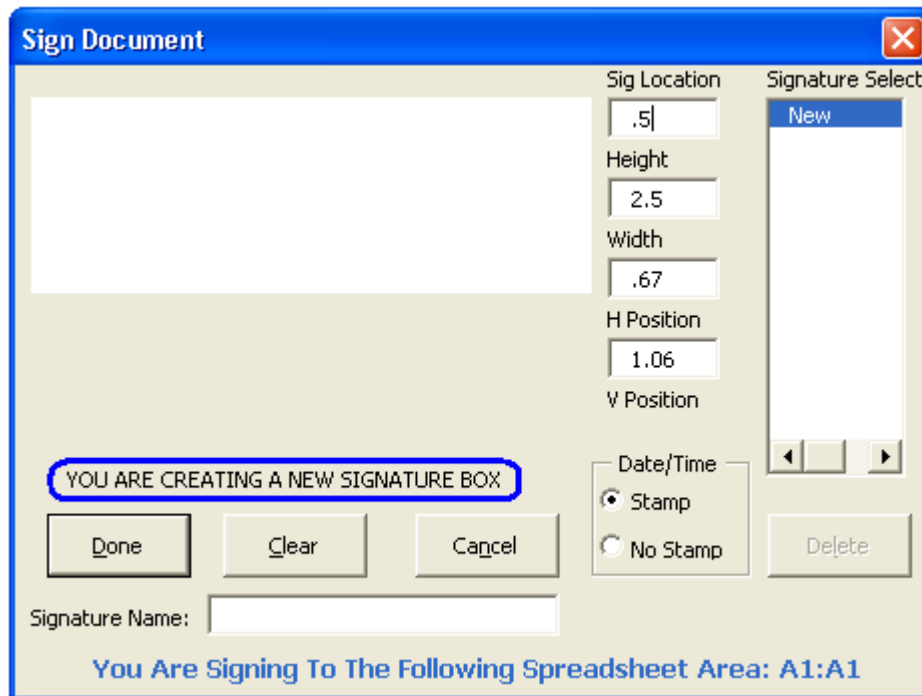 Sign Document
Sig Location
.5
Height
2.5
Width
.67
H Position
1.06
V Position
Signature Select
New
YOU ARE CREATING A NEW SIGNATURE BOX
Date/Time
Stamp
No Stamp
Done
Clear
Cancel
Delete
Signature Name:
You Are Signing To The Following Spreadsheet Area: A1:A1